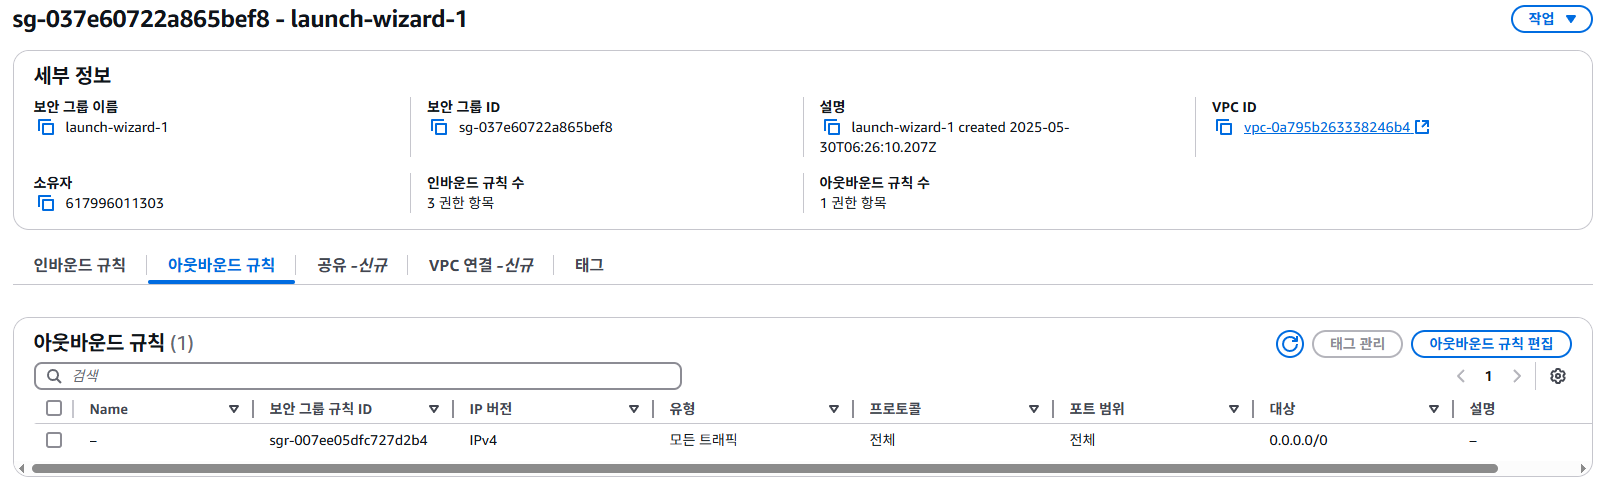 sg-037e60722a865bef8 - launch-wizard-1
작업
세부 정보
보안 그룹 이름
launch-wizard-1
보안 그룹 ID
sg-037e60722a865bef8
설명
launch-wizard-1 created 2025-05-
30T06:26:10.207Z
VPC ID
vpc-0a795b263338246b4
소유자
617996011303
인바운드 규칙 수
3 권한 항목
아웃바운드 규칙 수
1 권한 항목
인바운드 규칙 아웃바운드 규칙 공유 -신규 VPC 연결 -신규 태그
아웃바운드 규칙 (1)
태그 관리
아웃바운드 규칙 편집
검색
1
Name 보안 그룹 규칙 ID IP 버전 유형 프로토콜 포트 범위 대상 설명
– sgr-007ee05dfc727d2b4 IPv4 모든 트래픽 전체 전체 0.0.0.0/0 –